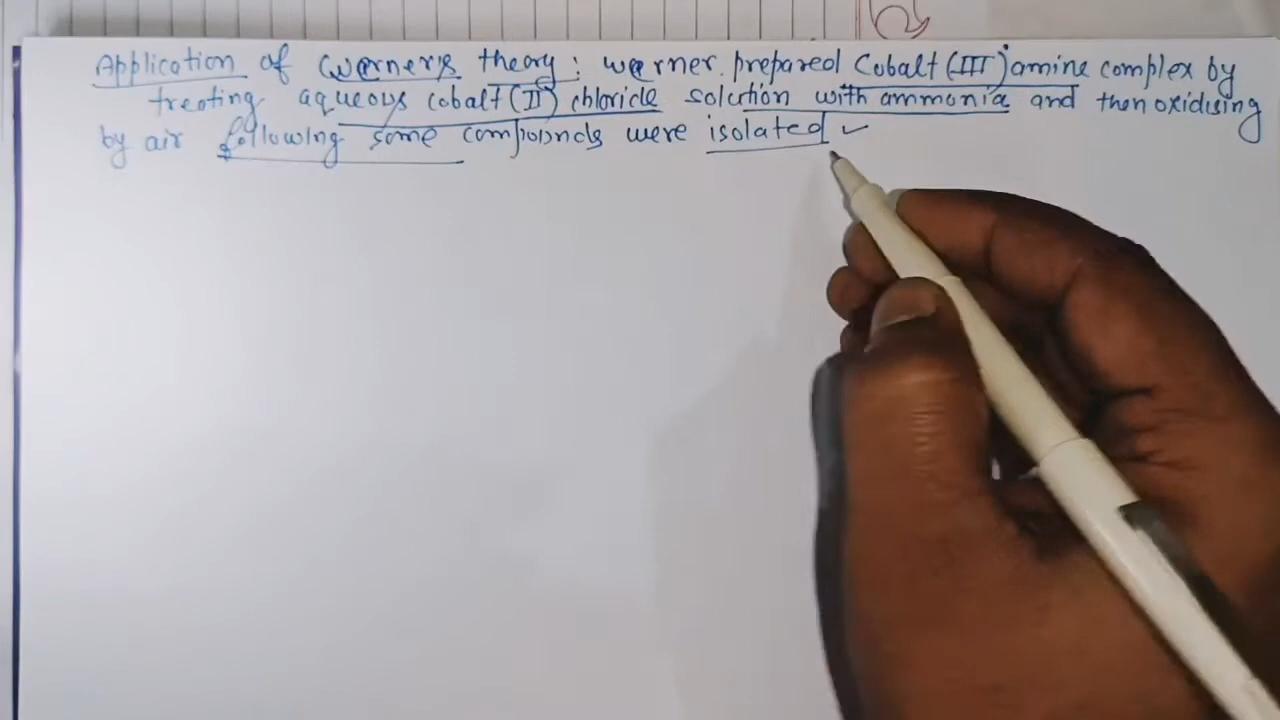 Application of Werner's theory: werner prepared Cobalt (III) amine complex by
treating aqueous cobalt (II) chloride solution with ammonia and then oxidising
by air following some compounds were isolated ✓